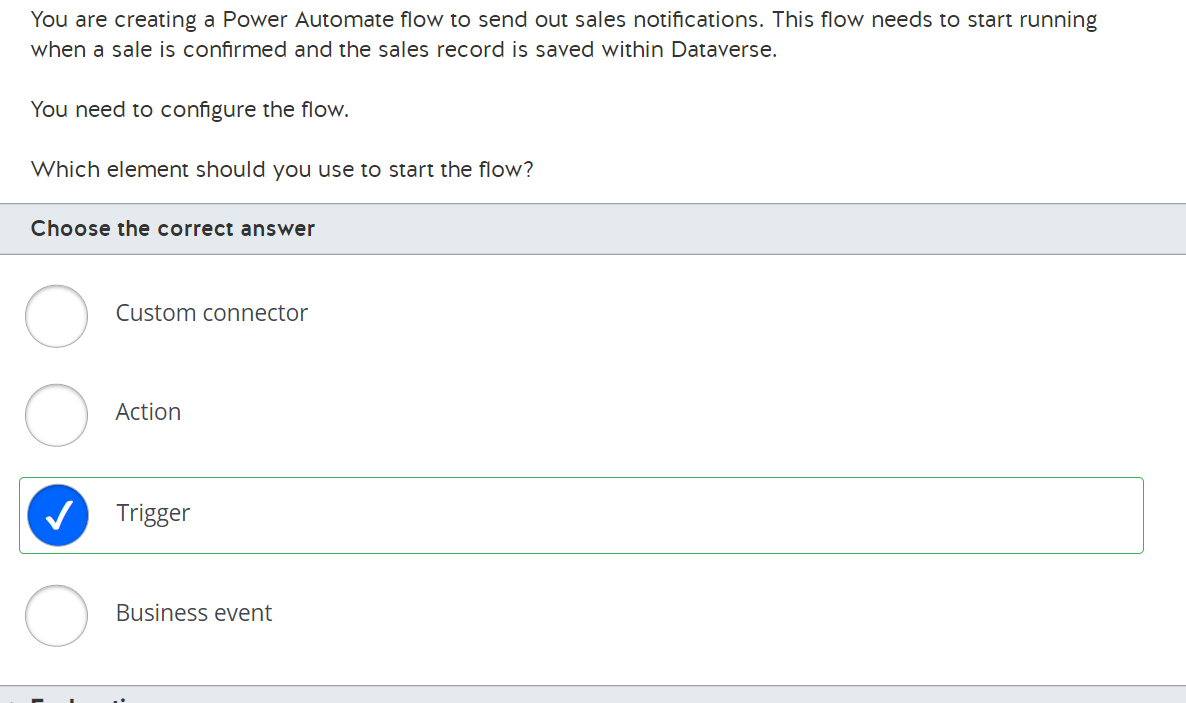 You are creating a Power Automate flow to send out sales notifications. This flow needs to start running
when a sale is confirmed and the sales record is saved within Dataverse.
You need to configure the flow.
Which element should you use to start the flow?
Choose the correct answer
Custom connector
Action
Trigger
Business event